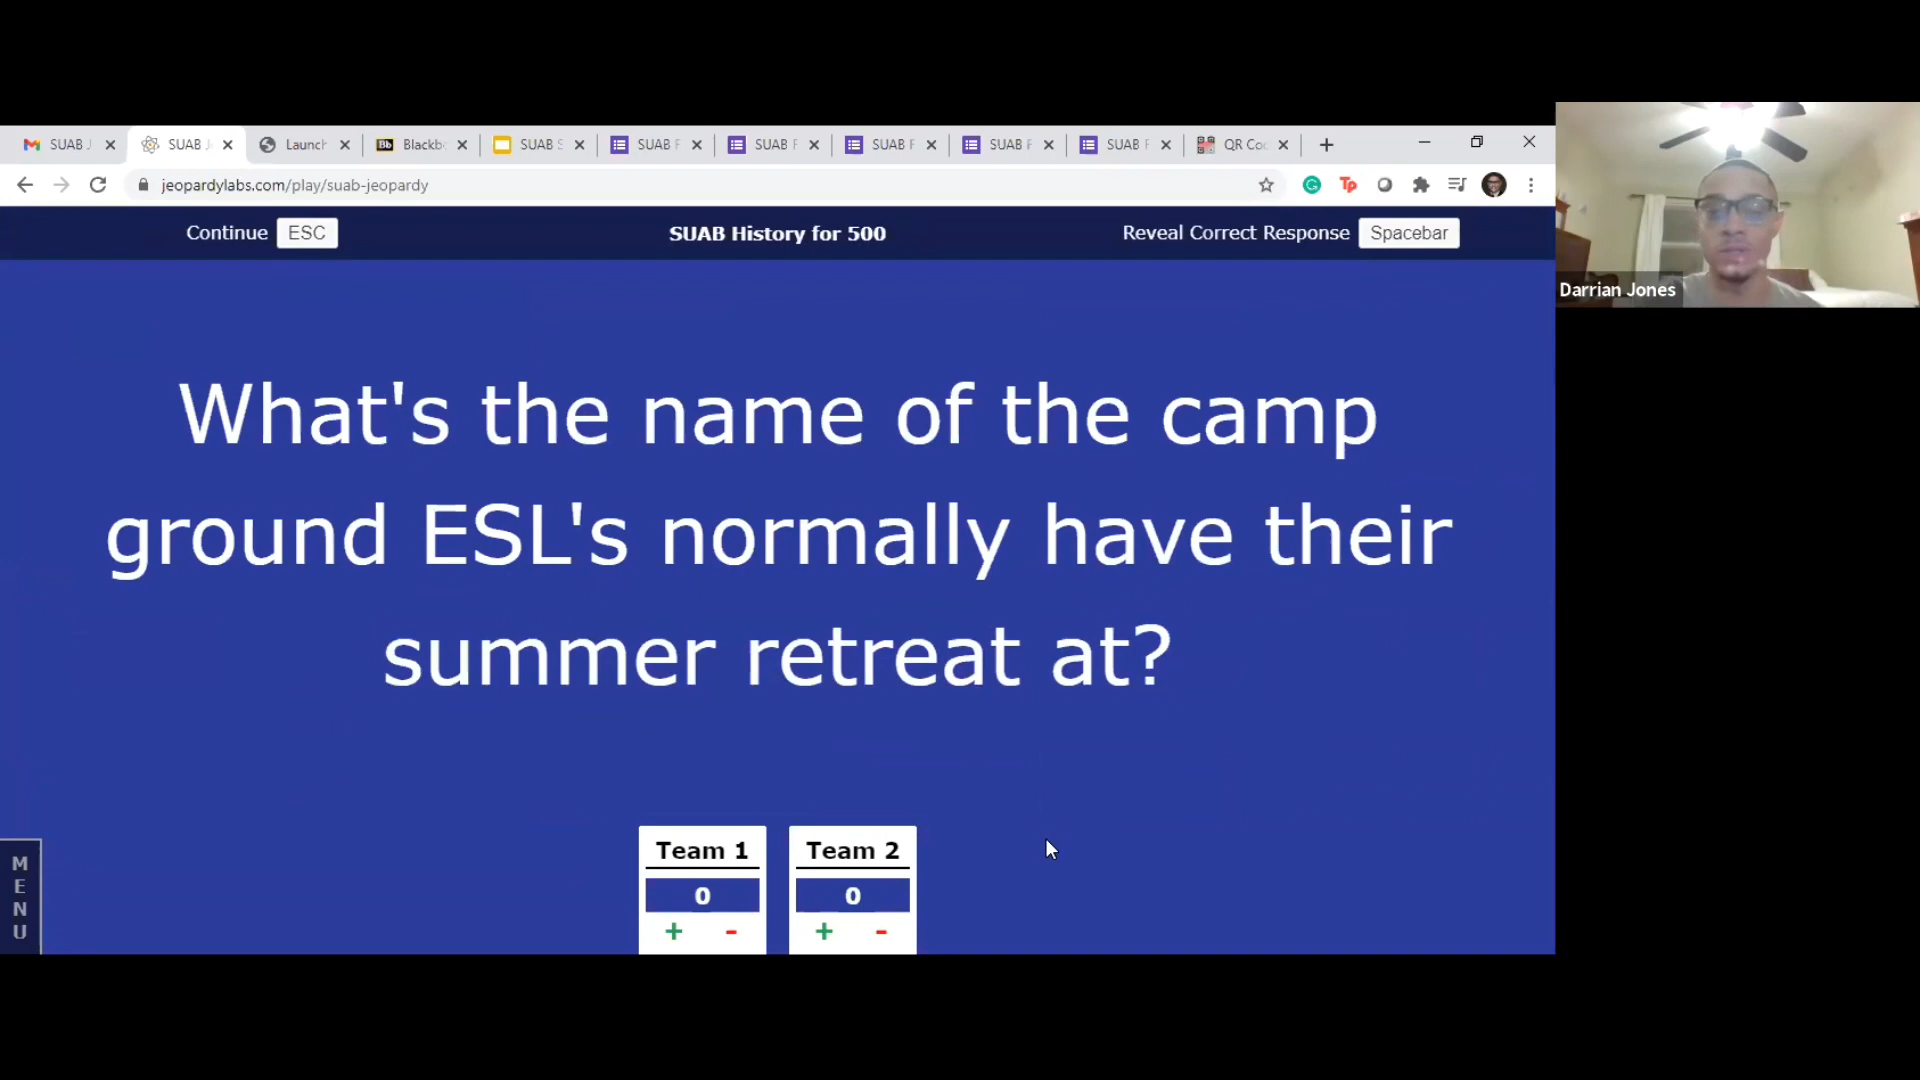 SUAB J
SUAB J
Launch
Blackb
SUAB S
SUAB F
SUAB F
SUAB F
SUAB F
SUAB F
QR Coc
jeopardylabs.com/play/suab-jeopardy
Continue ESC
SUAB History for 500
Reveal Correct Response Spacebar
What's the name of the camp
ground ESL's normally have their
summer retreat at?
Darrian Jones
MENU
Team 1
0
+ -
Team 2
0
+ -